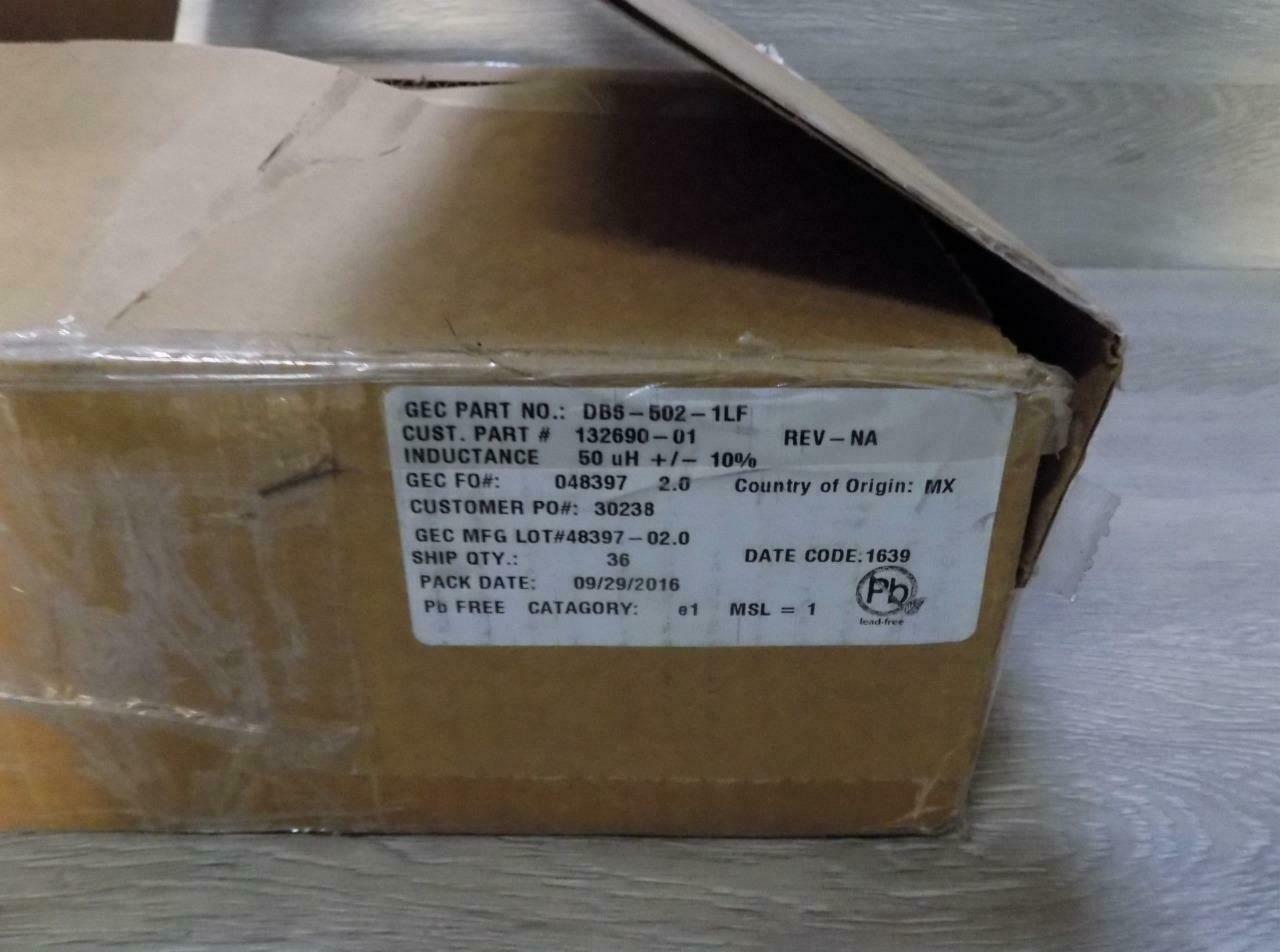 GEC PART NO.: DB5-502-1LF
CUST. PART # 132690-01 REV-NA
INDUCTANCE 50 uH +/- 10%
GEC FO#: 048397 2.0 Country of Origin: MX
CUSTOMER PO#: 30238
GEC MFG LOT#48397-02.0
SHIP QTY.: 36 DATE CODE:1639
PACK DATE: 09/29/2016
Pb FREE CATAGORY: e1 MSL = 1
Pb
lead-free